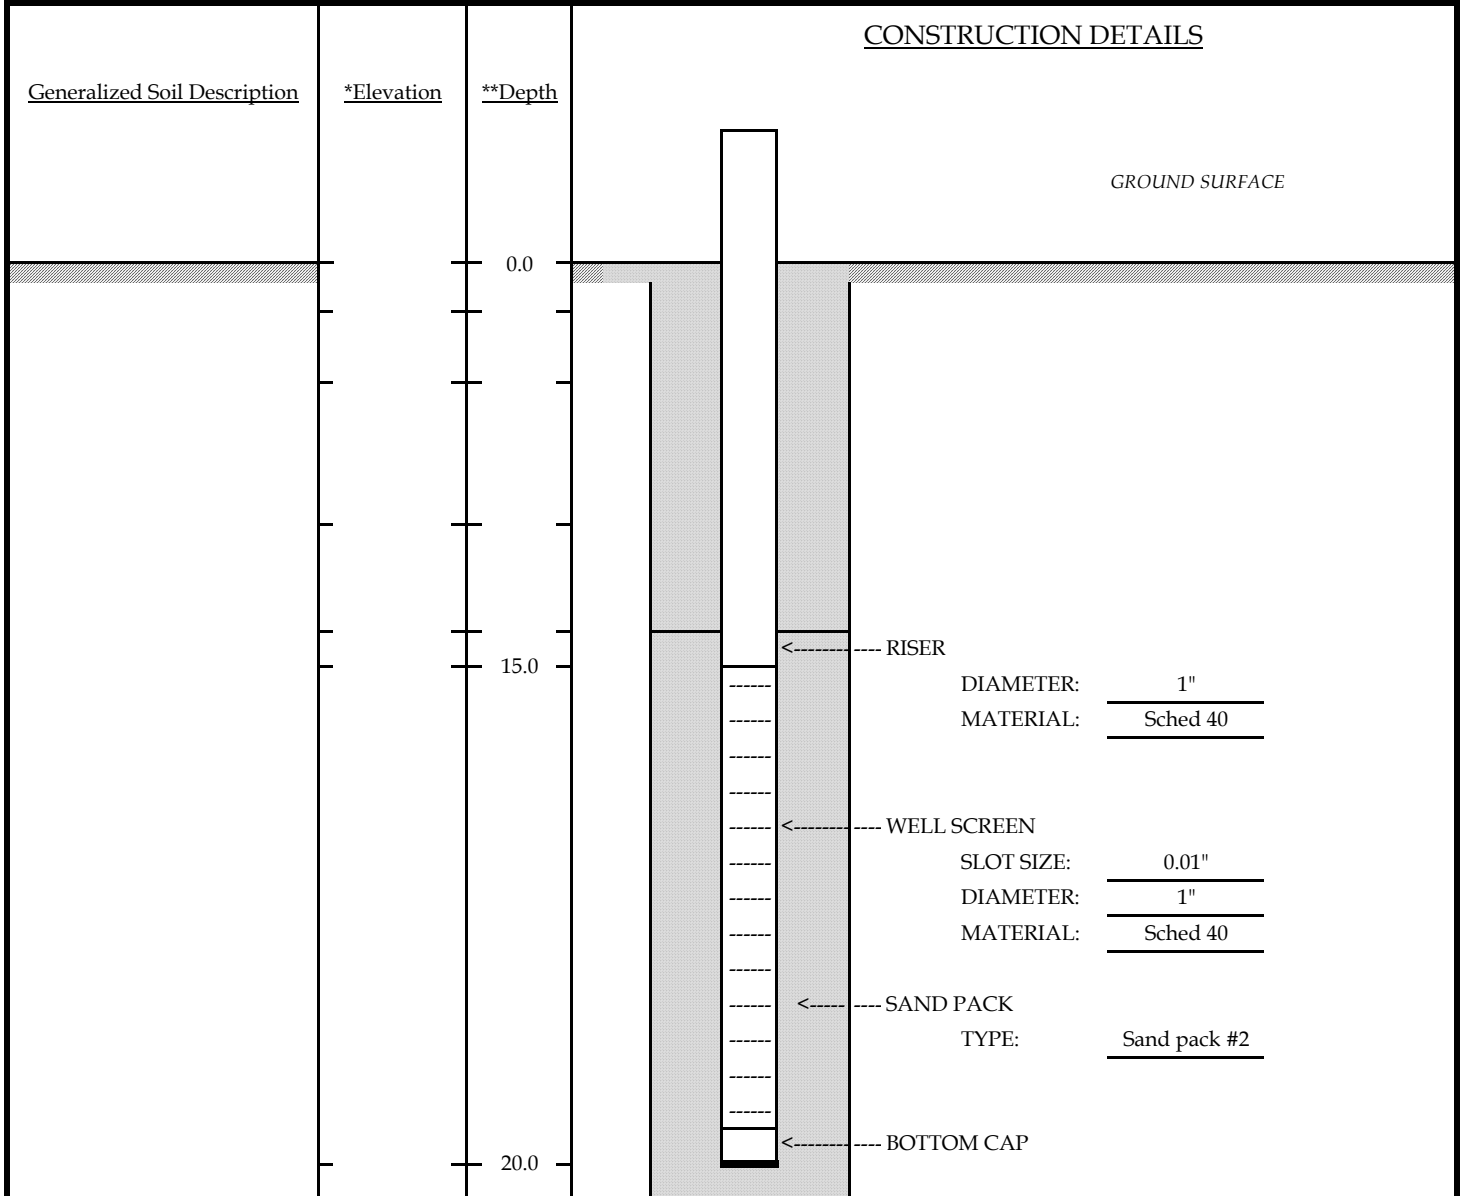 CONSTRUCTION DETAILS
Generalized Soil Description *Elevation **Depth
GROUND SURFACE
0.0
<-------- ---- RISER
15.0
DIAMETER: 1"
MATERIAL: Sched 40
<-------- ---- WELL SCREEN
SLOT SIZE: 0.01"
DIAMETER: 1"
MATERIAL: Sched 40
<----- ---- SAND PACK
TYPE: Sand pack #2
<-------- ---- BOTTOM CAP
20.0